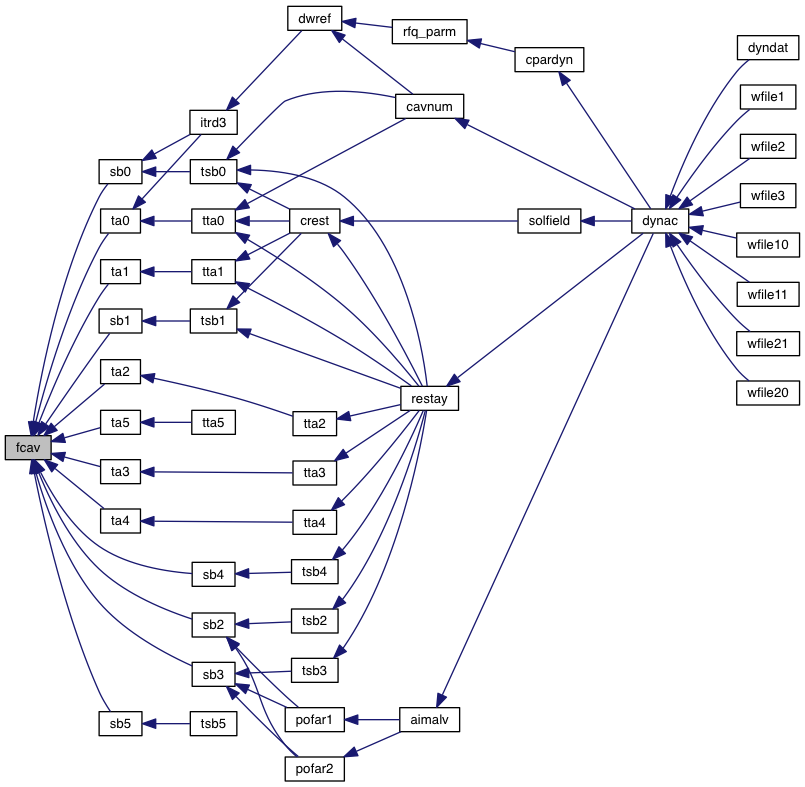 dwref
rfq_parm
cpardyn
dyndat
wfile1
cavnum
itrd3
wfile2
sb0
tsb0
wfile3
ta0
tta0
crest
solfield
dynac
wfile10
ta1
tta1
wfile11
sb1
tsb1
wfile21
ta2
wfile20
restay
ta5
tta5
tta2
fcav
ta3
tta3
ta4
tta4
sb4
tsb4
sb2
tsb2
sb3
tsb3
sb5
tsb5
pofar1
aimalv
pofar2